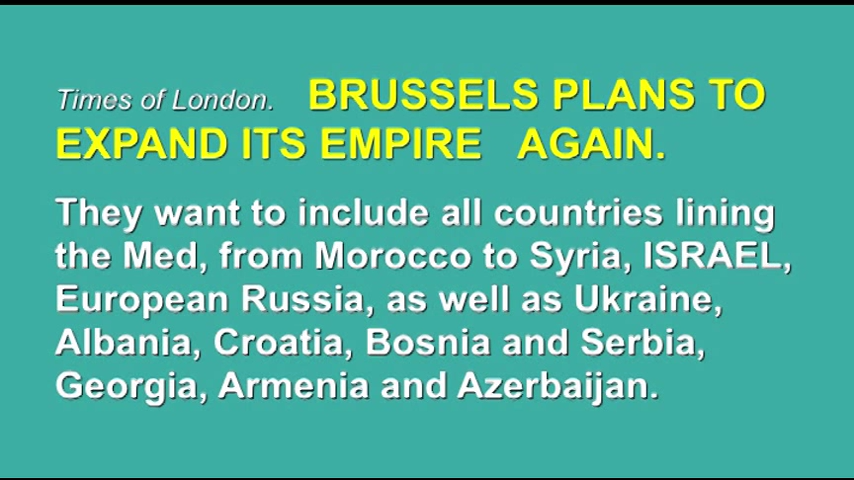 Times of London. BRUSSELS PLANS TO
EXPAND ITS EMPIRE AGAIN.
They want to include all countries lining
the Med, from Morocco to Syria, ISRAEL,
European Russia, as well as Ukraine,
Albania, Croatia, Bosnia and Serbia,
Georgia, Armenia and Azerbaijan.